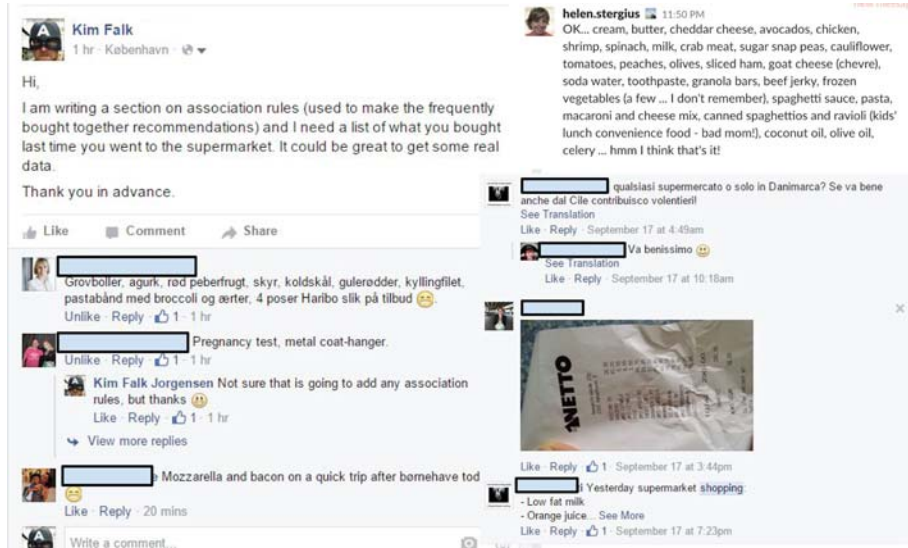 Kim Falk
1 hr · København ·
Hi,
I am writing a section on association rules (used to make the frequently
bought together recommendations) and I need a list of what you bought
last time you went to the supermarket. It could be great to get some real
data.
Thank you in advance.
Like Comment Share
Grovboller, agurk, rød peberfrugt, skyr, koldskål, gulerødder, kyllingfilet,
pastabånd med broccoli og ærter, 4 poser Haribo slik på tilbud
Unlike · Reply · 1 · 1 hr
Pregnancy test, metal coat-hanger.
Unlike · Reply · 1 · 1 hr
Kim Falk Jorgensen Not sure that is going to add any association
rules, but thanks
Like · Reply · 1 · 1 hr
View more replies
Mozzarella and bacon on a quick trip after børnehave tod
Like · Reply · 20 mins
Write a comment...
helen.stergius 11:50 PM
OK... cream, butter, cheddar cheese, avocados, chicken,
shrimp, spinach, milk, crab meat, sugar snap peas, cauliflower,
tomatoes, peaches, olives, sliced ham, goat cheese (chevre),
soda water, toothpaste, granola bars, beef jerky, frozen
vegetables (a few ... I don't remember), spaghetti sauce, pasta,
macaroni and cheese mix, canned spaghettios and ravioli (kids'
lunch convenience food - bad mom!), coconut oil, olive oil,
celery ... hmm I think that's it!
qualsiasi supermercato o solo in Danimarca? Se va bene
anche dal Cile contribuisco volentieri!
See Translation
Like · Reply · September 17 at 4:49am
Va benissimo
See Translation
Like · Reply · September 17 at 10:18am
NETTO
Like · Reply · 1 · September 17 at 3:44pm
Yesterday supermarket shopping:
- Low fat milk
- Orange juice... See More
Like · Reply · 1 · September 17 at 7:23pm